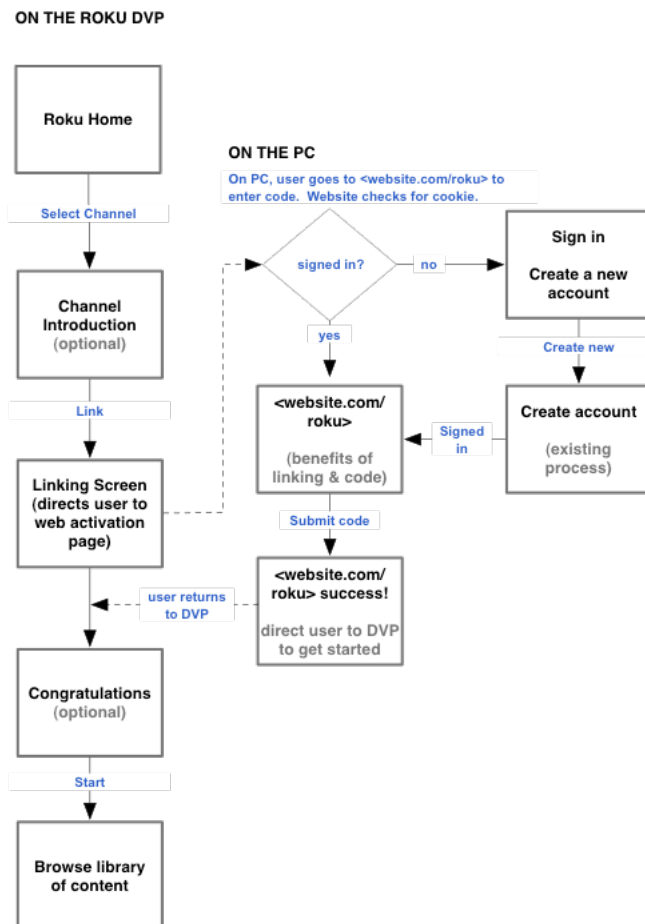 ON THE ROKU DVP
Roku Home
Select Channel
Channel
Introduction
(optional)
Link
Linking Screen
(directs user to
web activation
page)
ON THE PC
On PC, user goes to <website.com/roku> to
enter code. Website checks for cookie.
signed in?
no
yes
Sign in
Create a new
account
Create new
Create account
(existing
process)
Signed
in
<website.com/
roku>
(benefits of
linking & code)
Submit code
<website.com/
roku> success!
direct user to DVP
to get started
user returns
to DVP
Congratulations
(optional)
Start
Browse library
of content